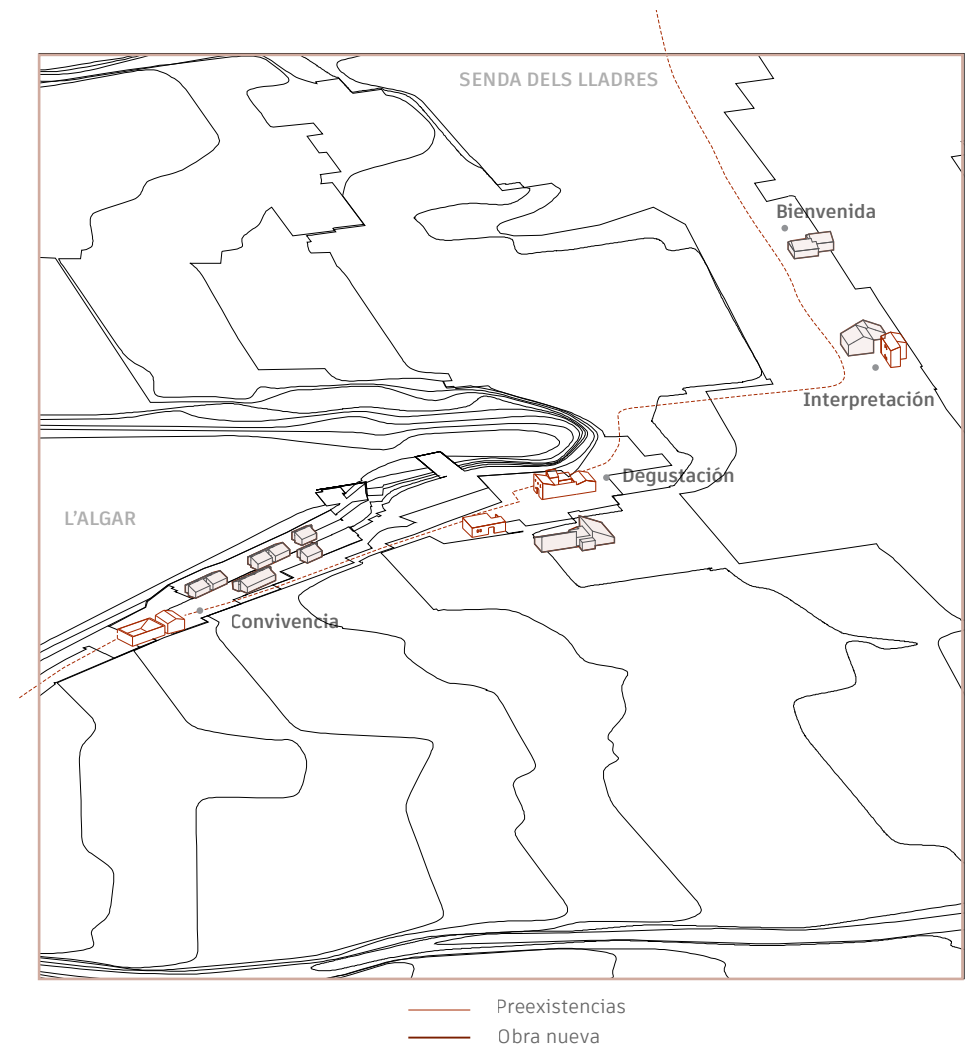 SENDA DELS LLADRES
Bienvenida
Interpretación
Degustación
L'ALGAR
Convivencia
Preexistencias
Obra nueva